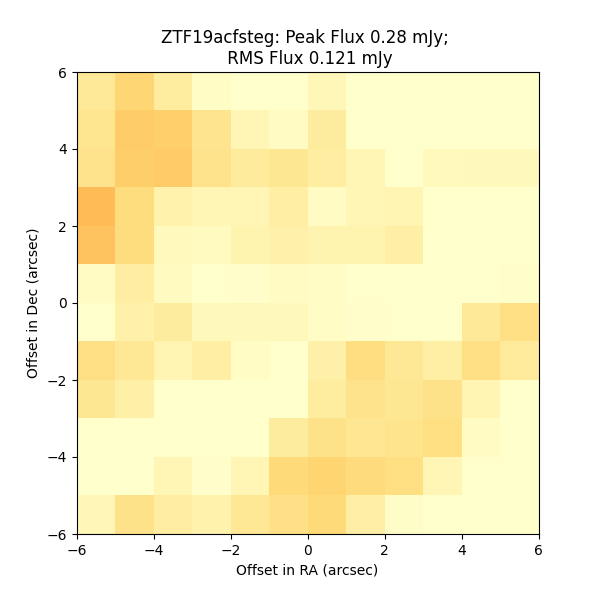 ZTF19acfsteg: Peak Flux 0.28 mJy;
RMS Flux 0.121 mJy
6
4
2
0
−2
−4
−6
Offset in Dec (arcsec)
−6 −4 −2 0 2 4 6
Offset in RA (arcsec)